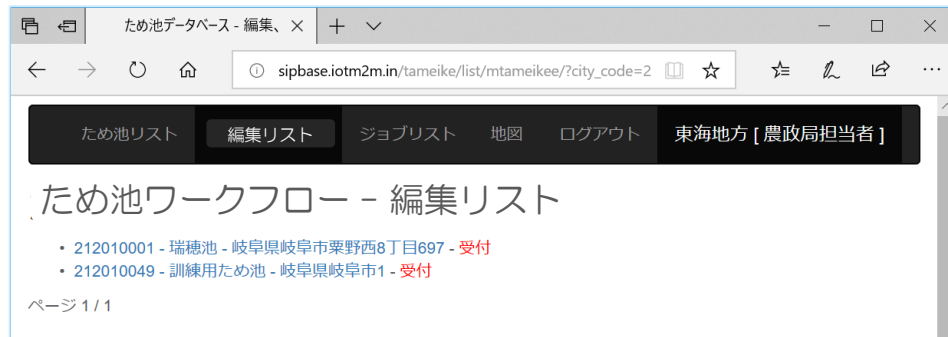 ため池データベース - 編集、
sipbase.iotm2m.in/tameike/list/mtameikee/?city_code=2
ため池リスト 編集リスト ジョブリスト 地図 ログアウト 東海地方 [ 農政局担当者 ]
ため池ワークフロー - 編集リスト
• 212010001 - 瑞穂池 - 岐阜県岐阜市粟野西8丁目697 - 受付
• 212010049 - 訓練用ため池 - 岐阜県岐阜市1 - 受付
ページ 1 / 1